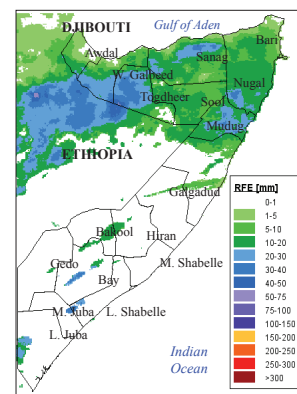 DJIBOUTI
Gulf of Aden
Awdal
Bari
Sanag
W. Galbeed
Nugal
Togdheer
Sool
Mudug
ETHIOPIA
Galgadud
RFE [mm]
0-1
1-5
5-10
10-20
20-30
30-40
40-50
50-75
75-100
100-150
150-200
200-250
250-300
>300
Bakool
Hiran
Gedo
M. Shabelle
Bay
M. Juba
L. Shabelle
L. Juba
Indian
Ocean